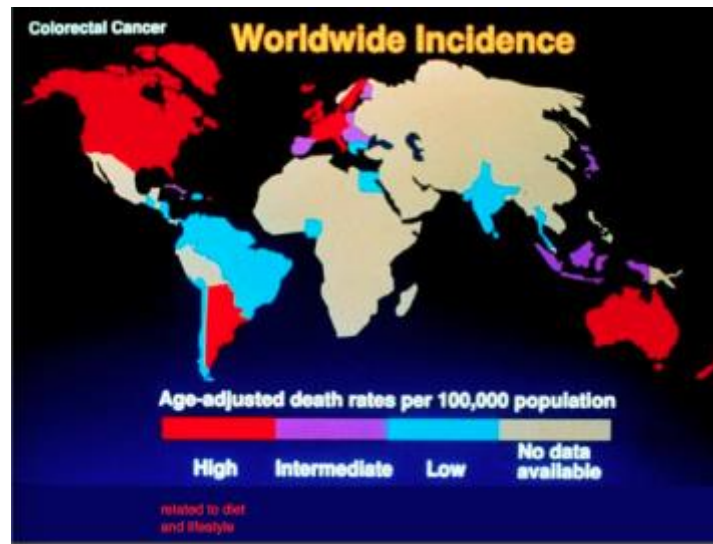 Colorectal Cancer
Worldwide Incidence
Age-adjusted death rates per 100,000 population
High
Intermediate
Low
No data
available
related to diet
and lifestyle